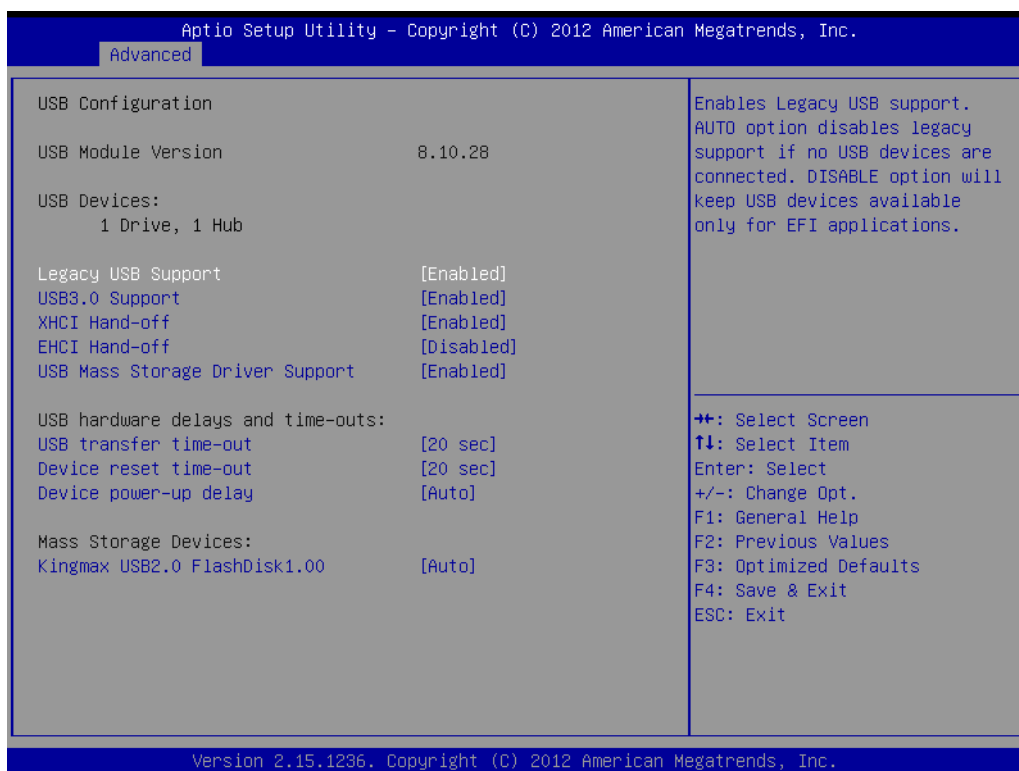 Aptio Setup Utility – Copyright (C) 2012 American Megatrends, Inc.
Advanced
USB Configuration
USB Module Version 8.10.28
USB Devices:
1 Drive, 1 Hub
Legacy USB Support [Enabled]
USB3.0 Support [Enabled]
XHCI Hand-off [Enabled]
EHCI Hand-off [Disabled]
USB Mass Storage Driver Support [Enabled]
USB hardware delays and time-outs:
USB transfer time-out [20 sec]
Device reset time-out [20 sec]
Device power-up delay [Auto]
Mass Storage Devices:
Kingmax USB2.0 FlashDisk1.00 [Auto]
Enables Legacy USB support.
AUTO option disables legacy
support if no USB devices are
connected. DISABLE option will
keep USB devices available
only for EFI applications.
→←: Select Screen
↑↓: Select Item
Enter: Select
+/-: Change Opt.
F1: General Help
F2: Previous Values
F3: Optimized Defaults
F4: Save & Exit
ESC: Exit
Version 2.15.1236. Copyright (C) 2012 American Megatrends, Inc.